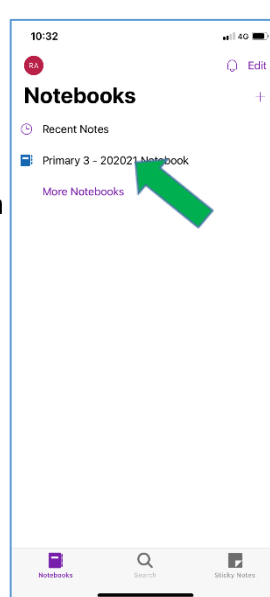 10:32 4G
RA Edit
Notebooks +
Recent Notes
Primary 3 - 202021 Notebook
More Notebooks
Notebooks Search Sticky Notes